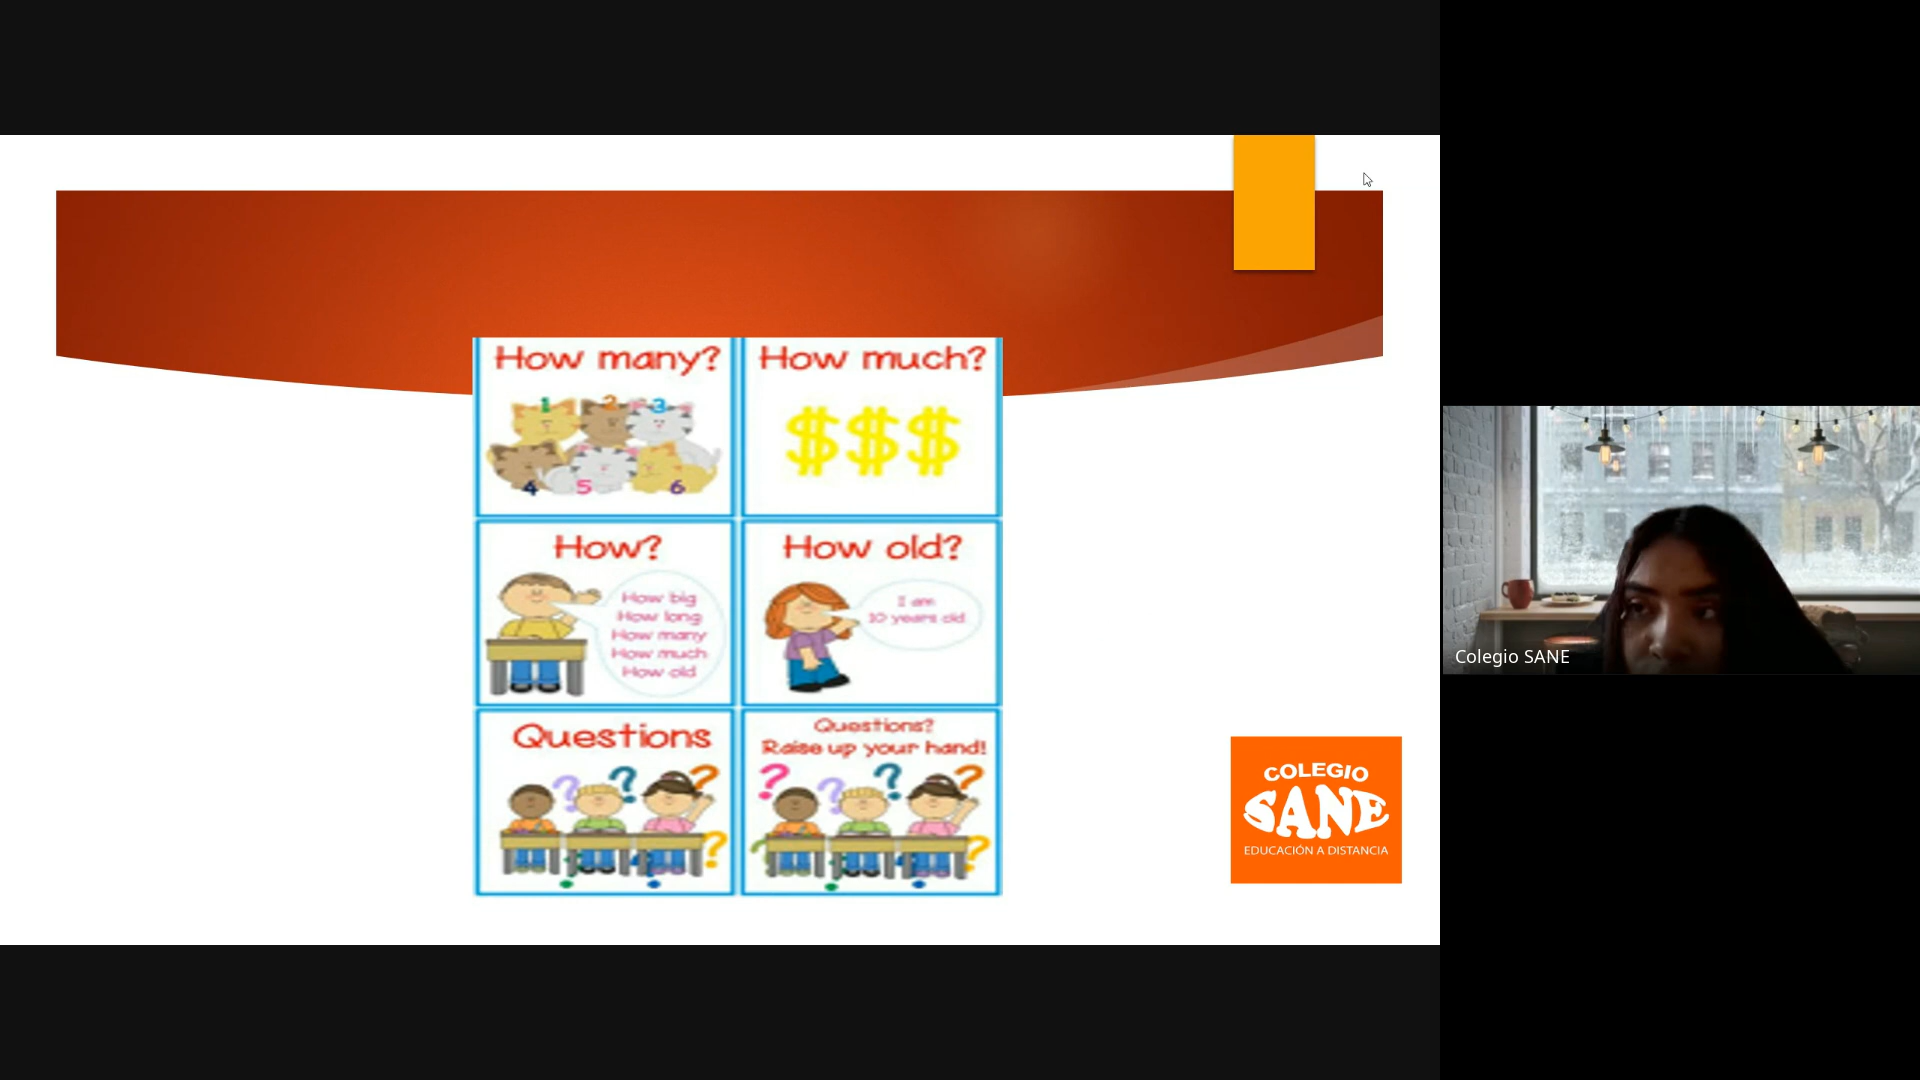 How many?
1 2 3
4 5 6
How much?
$$$
How?
How big
How long
How many
How much
How old
How old?
I am
10 years old
Questions
? ? ?
?
Questions?
Raise up your hand!
? ? ? ?
?
COLEGIO
SANE
EDUCACIÓN A DISTANCIA
Colegio SANE